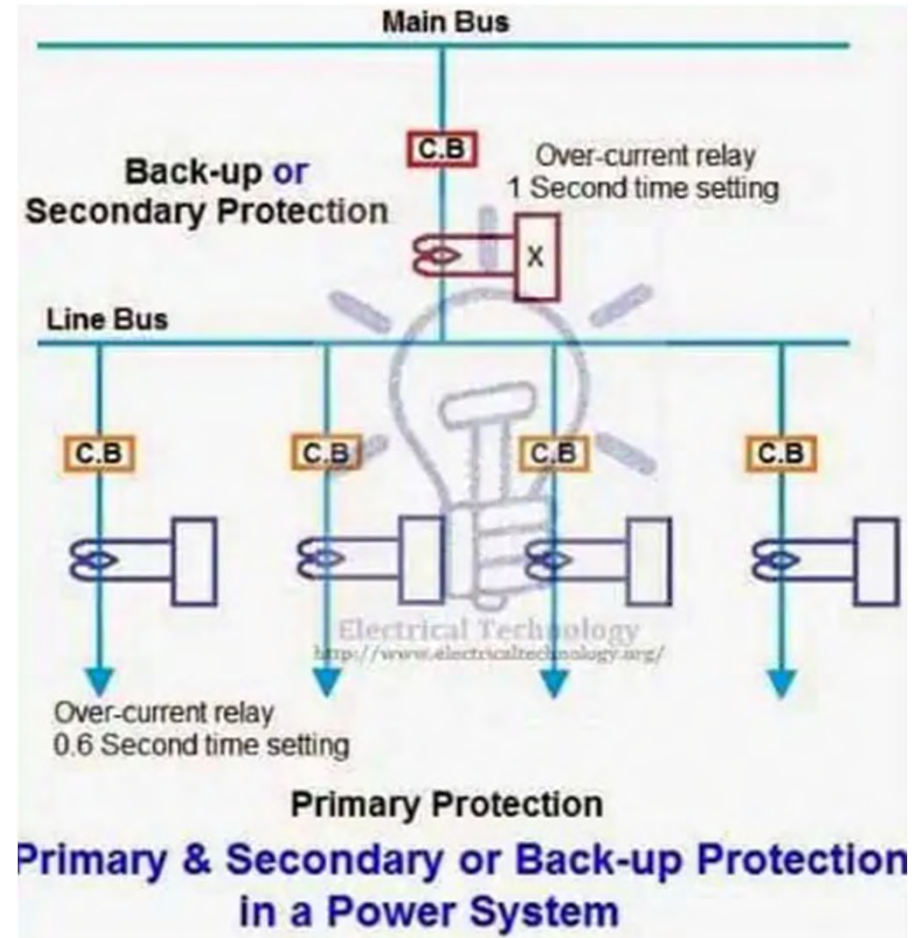 Main Bus
C.B
Over-current relay
1 Second time setting
Back-up or
Secondary Protection
X
Line Bus
C.B C.B C.B C.B
Electrical Technology
http://www.electricaltechnology.org/
Over-current relay
0.6 Second time setting
Primary Protection
Primary & Secondary or Back-up Protection
in a Power System